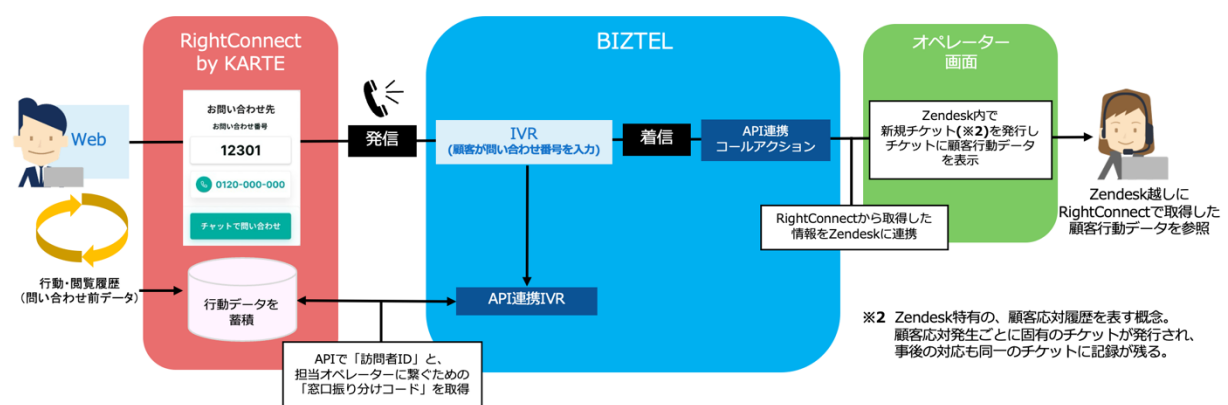 RightConnect
by KARTE
BIZTEL
オペレーター
画面
Web
お問い合わせ先
お問い合わせ番号
12301
0120-000-000
チャットで問い合わせ
発信
IVR
(顧客が問い合わせ番号を入力)
着信
API連携
コールアクション
Zendesk内で
新規チケット(※2)を発行し
チケットに顧客行動データ
を表示
Zendesk越しに
RightConnectで取得した
顧客行動データを参照
RightConnectから取得した
情報をZendeskに連携
行動・閲覧履歴
(問い合わせ前データ)
行動データを
蓄積
API連携IVR
APIで「訪問者ID」と、
担当オペレーターに繋ぐための
「窓口振り分けコード」を取得
※2 Zendesk特有の、顧客応対履歴を表す概念。
顧客応対発生ごとに固有のチケットが発行され、
事後の対応も同一のチケットに記録が残る。